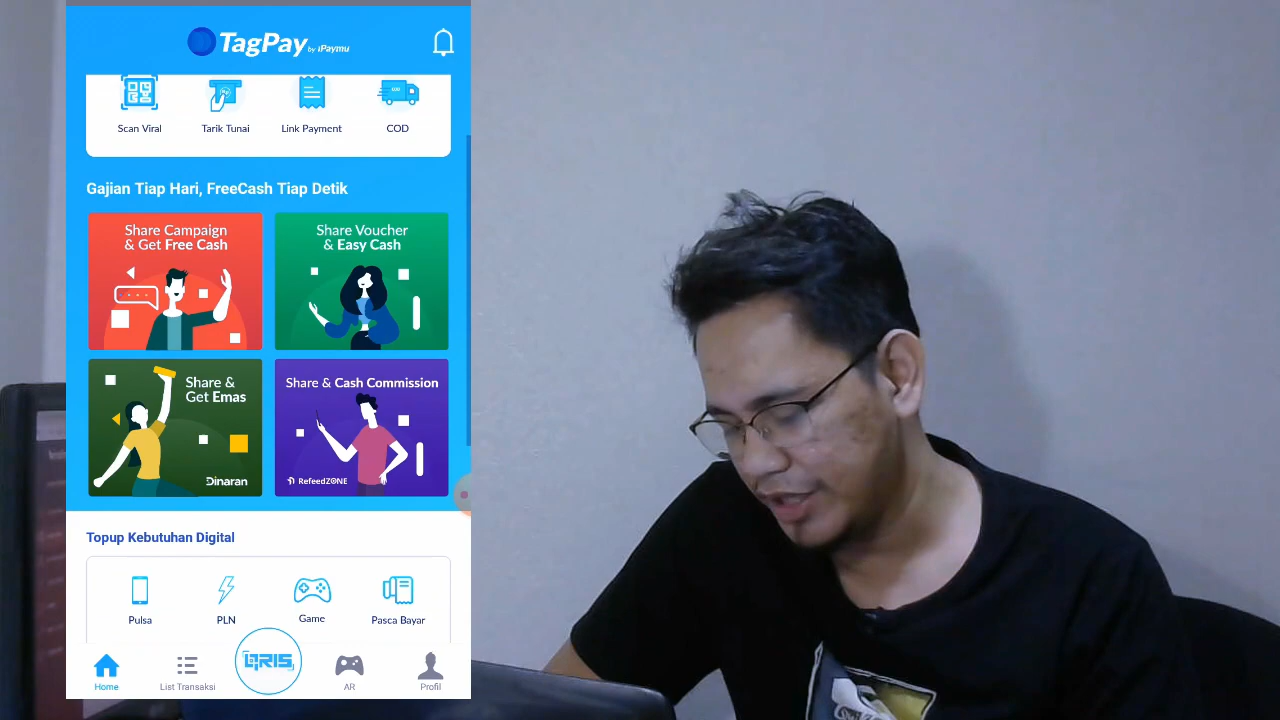 TagPay by iPaymu
Scan Viral
Tarik Tunai
Link Payment
COD
Gajian Tiap Hari, FreeCash Tiap Detik
Share Campaign
& Get Free Cash
Share Voucher
& Easy Cash
Share &
Get Emas
Dinaran
Share & Cash Commission
RefeedZONE
Topup Kebutuhan Digital
Pulsa
PLN
Game
Pasca Bayar
QRIS
Home
List Transaksi
AR
Profil